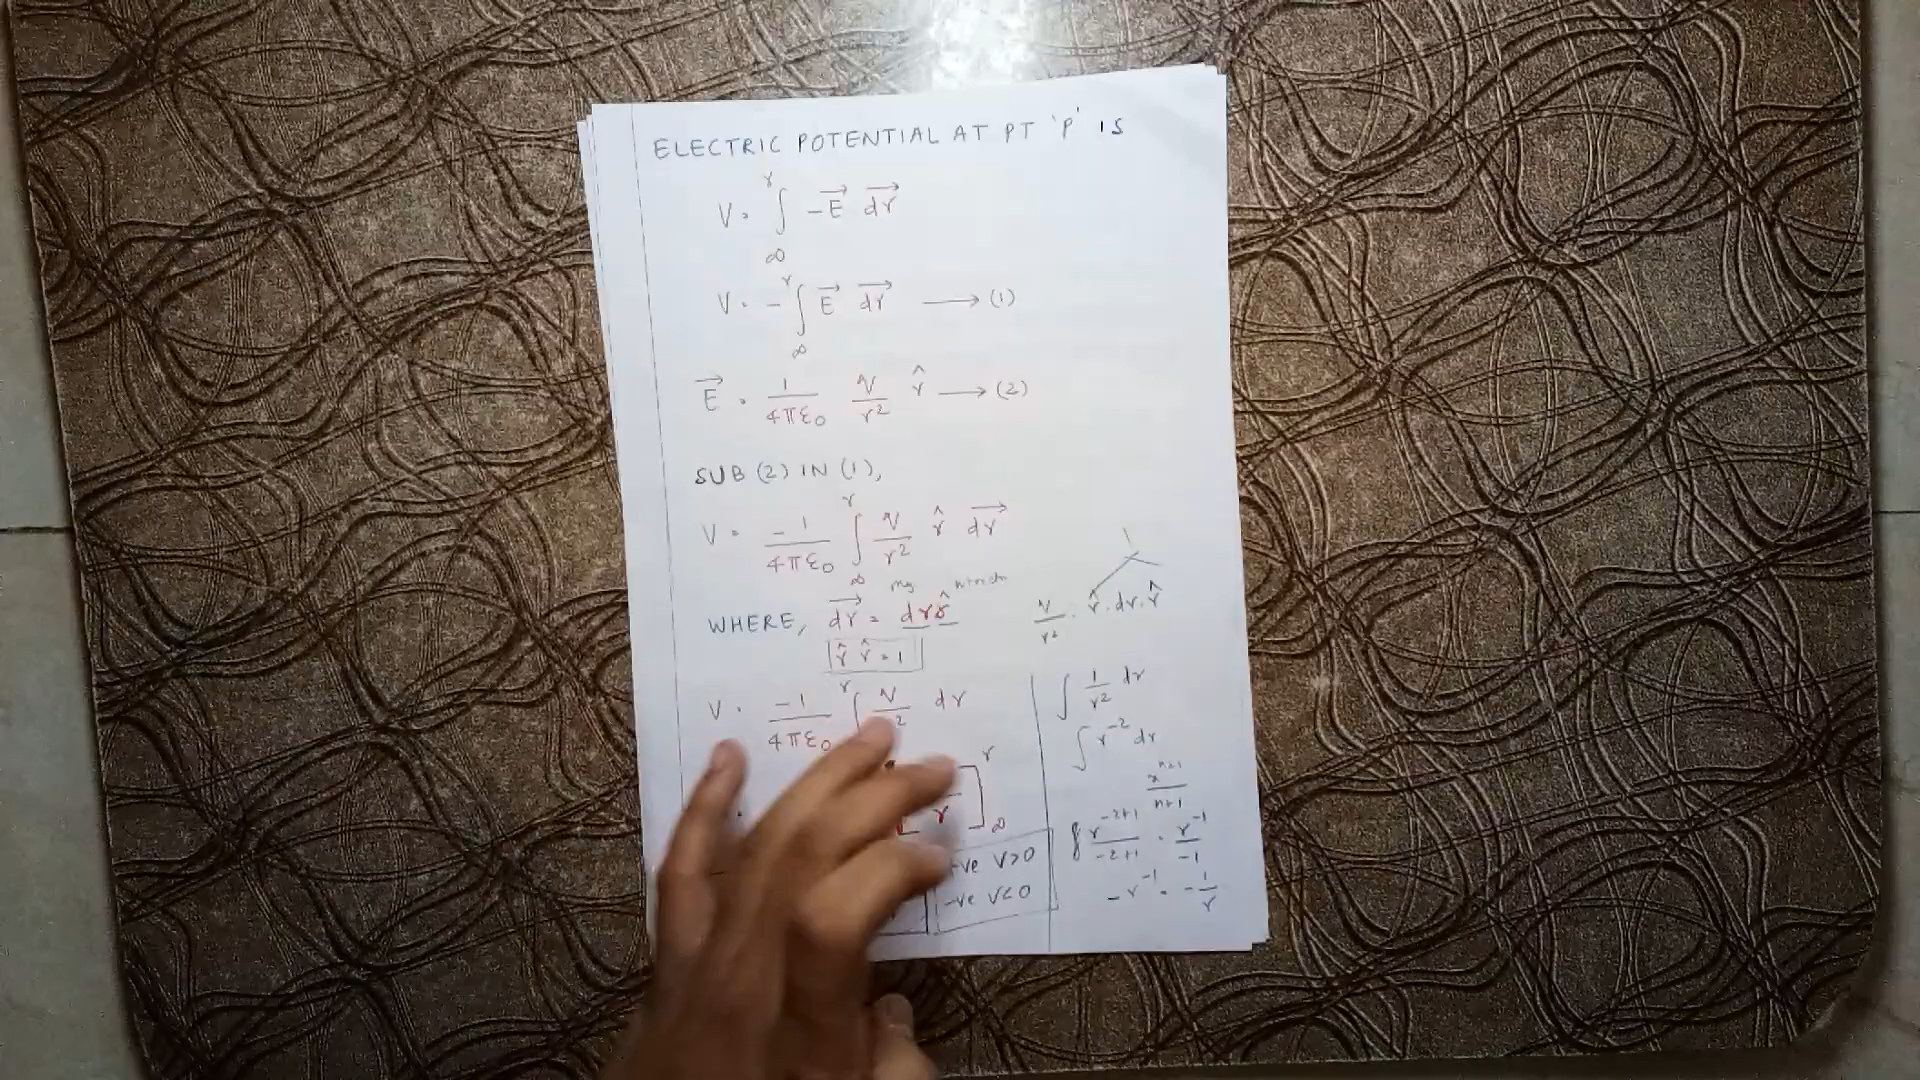 ELECTRIC POTENTIAL AT PT 'P' IS
V = ∫_∞^r -E⃗ dr⃗
V = -∫_∞^r E⃗ dr⃗ ⟶ (1)
E⃗ = 1/4πε0 q/r² r̂ ⟶ (2)
SUB (2) IN (1),
V = -1/4πε0 ∫_∞^r q/r² r̂ dr⃗
WHERE, dr⃗ = dr r̂
r̂ r̂ = 1
V = -1/4πε0 ∫^r q/r² dr
r ]_∞^r
+ve V>0
-ve V<0
q/r² · r̂ · dr · r̂
∫ 1/r² dr
∫ r⁻² dr
x^n+1/n+1
r^-2+1/-2+1 = r⁻¹/-1
-r⁻¹ = -1/r